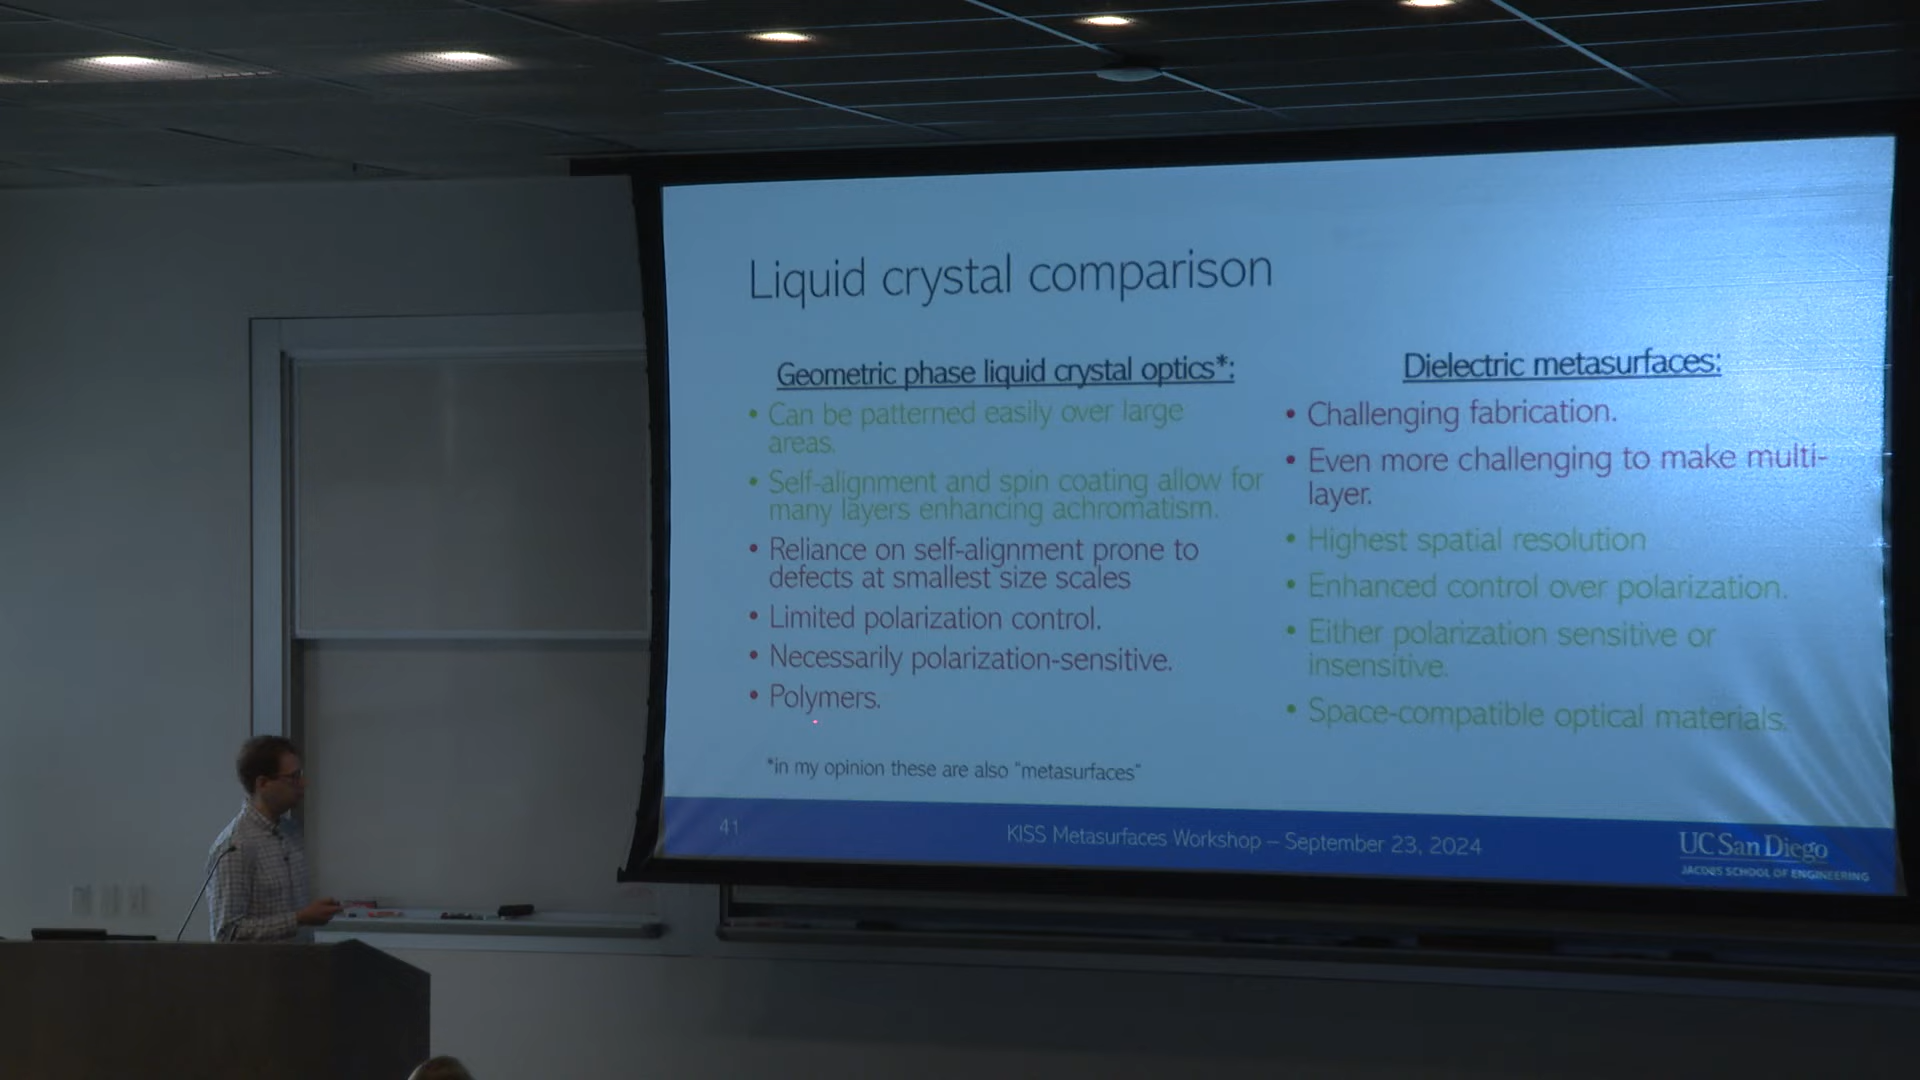 Liquid crystal comparison
Geometric phase liquid crystal optics*:
• Can be patterned easily over large
areas.
• Self-alignment and spin coating allow for
many layers enhancing achromatism.
• Reliance on self-alignment prone to
defects at smallest size scales
• Limited polarization control.
• Necessarily polarization-sensitive.
• Polymers.
*in my opinion these are also "metasurfaces"
Dielectric metasurfaces:
• Challenging fabrication.
• Even more challenging to make multi-
layer.
• Highest spatial resolution
• Enhanced control over polarization.
• Either polarization sensitive or
insensitive.
• Space-compatible optical materials.
41
KISS Metasurfaces Workshop – September 23, 2024
UC San Diego
JACOBS SCHOOL OF ENGINEERING